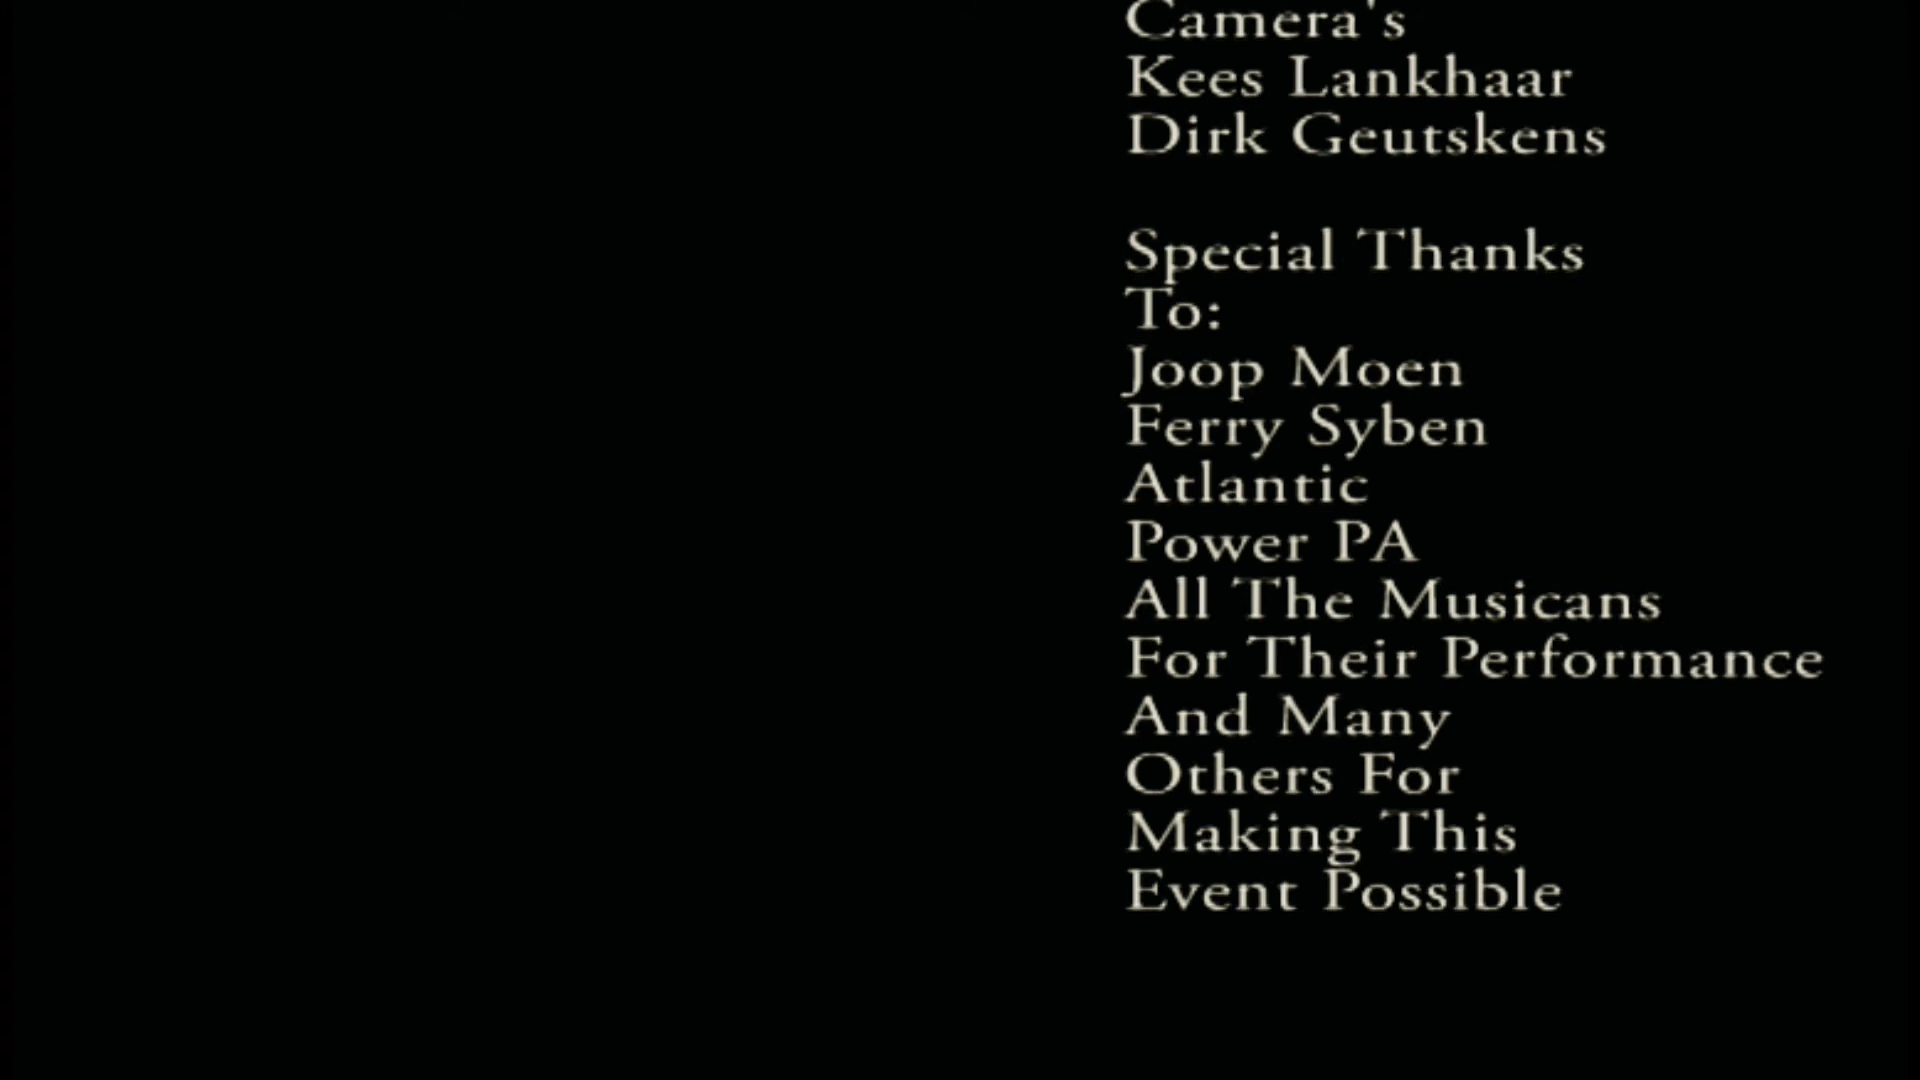 Camera's
Kees Lankhaar
Dirk Geutskens
Special Thanks
To:
Joop Moen
Ferry Syben
Atlantic
Power PA
All The Musicans
For Their Performance
And Many
Others For
Making This
Event Possible